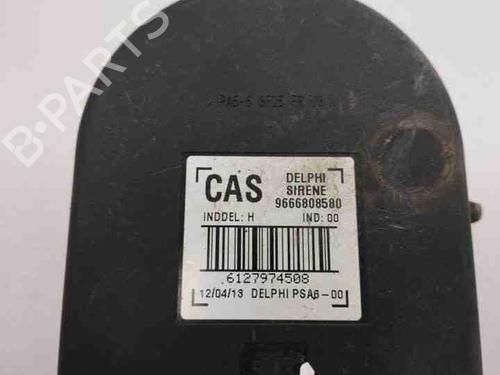 B-PARTS
CAS
DELPHI
SIRENE
9666808580
INDDEL: H IND: 00
6127974508
12/04/13 DELPHI PSA6-00